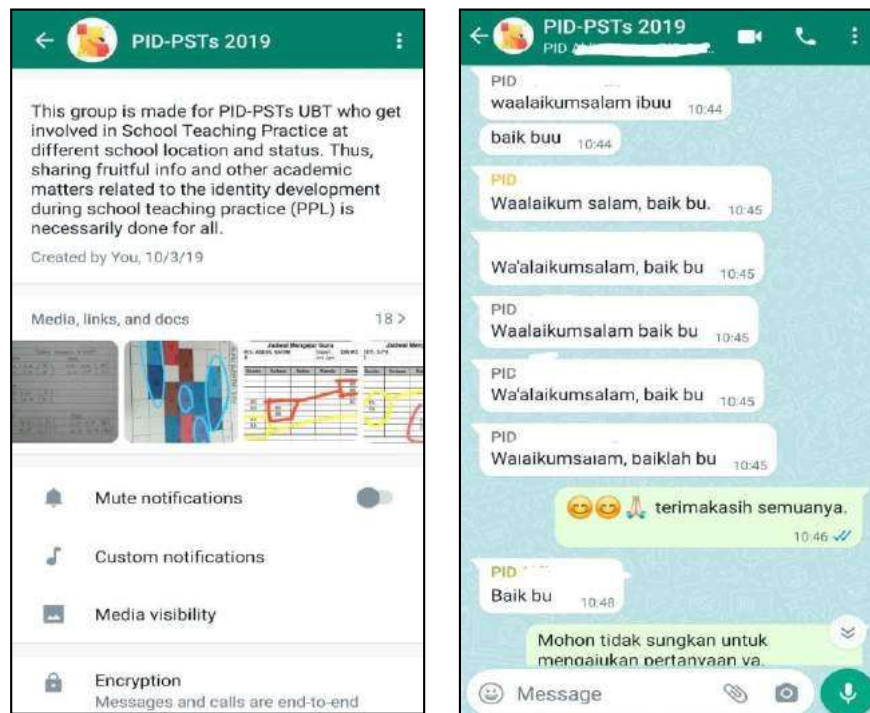 PID-PSTs 2019
This group is made for PID-PSTs UBT who get
involved in School Teaching Practice at
different school location and status. Thus,
sharing fruitful info and other academic
matters related to the identity development
during school teaching practice (PPL) is
necessarily done for all.
Created by You, 10/3/19
Media, links, and docs 18 >
Jadwal Mengajar Guru
Mute notifications
Custom notifications
Media visibility
Encryption
Messages and calls are end-to-end
PID-PSTs 2019
PID
PID
waalaikumsalam ibuu 10:44
baik buu 10:44
PID
Waalaikum salam, baik bu. 10:45
Wa'alaikumsalam, baik bu 10:45
PID
Waalaikumsalam baik bu 10:45
PID
Wa'alaikumsalam, baik bu 10:45
PID
Walaikumsalam, baiklah bu 10:45
😊😊🙏 terimakasih semuanya.
10:46
PID
Baik bu 10:48
Mohon tidak sungkan untuk
mengajukan pertanyaan ya.
Message